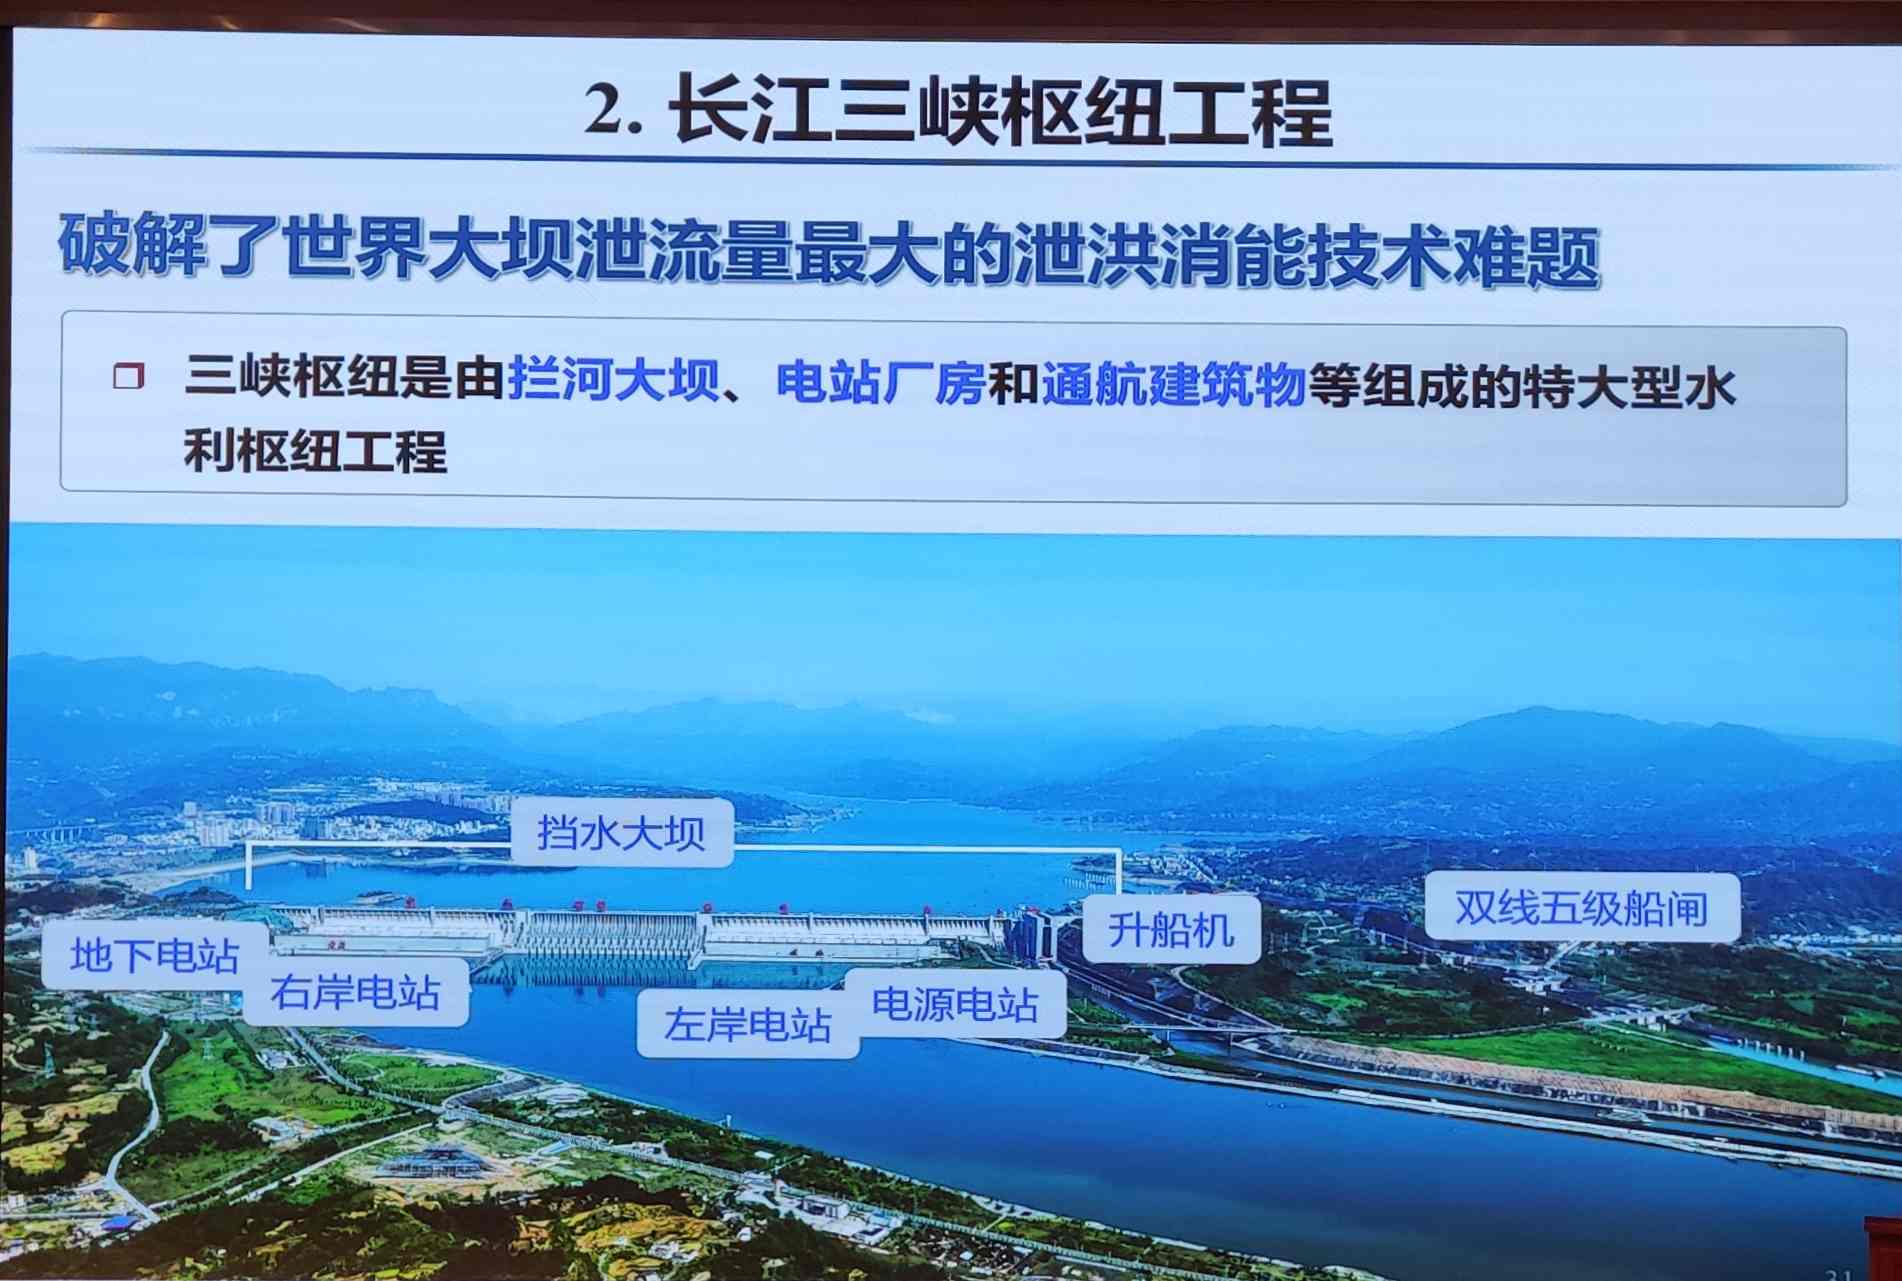 2. 长江三峡枢纽工程
破解了世界大坝泄流量最大的泄洪消能技术难题
三峡枢纽是由拦河大坝、电站厂房和通航建筑物等组成的特大型水
利枢纽工程
挡水大坝
双线五级船闸
升船机
地下电站
右岸电站
电源电站
左岸电站
31